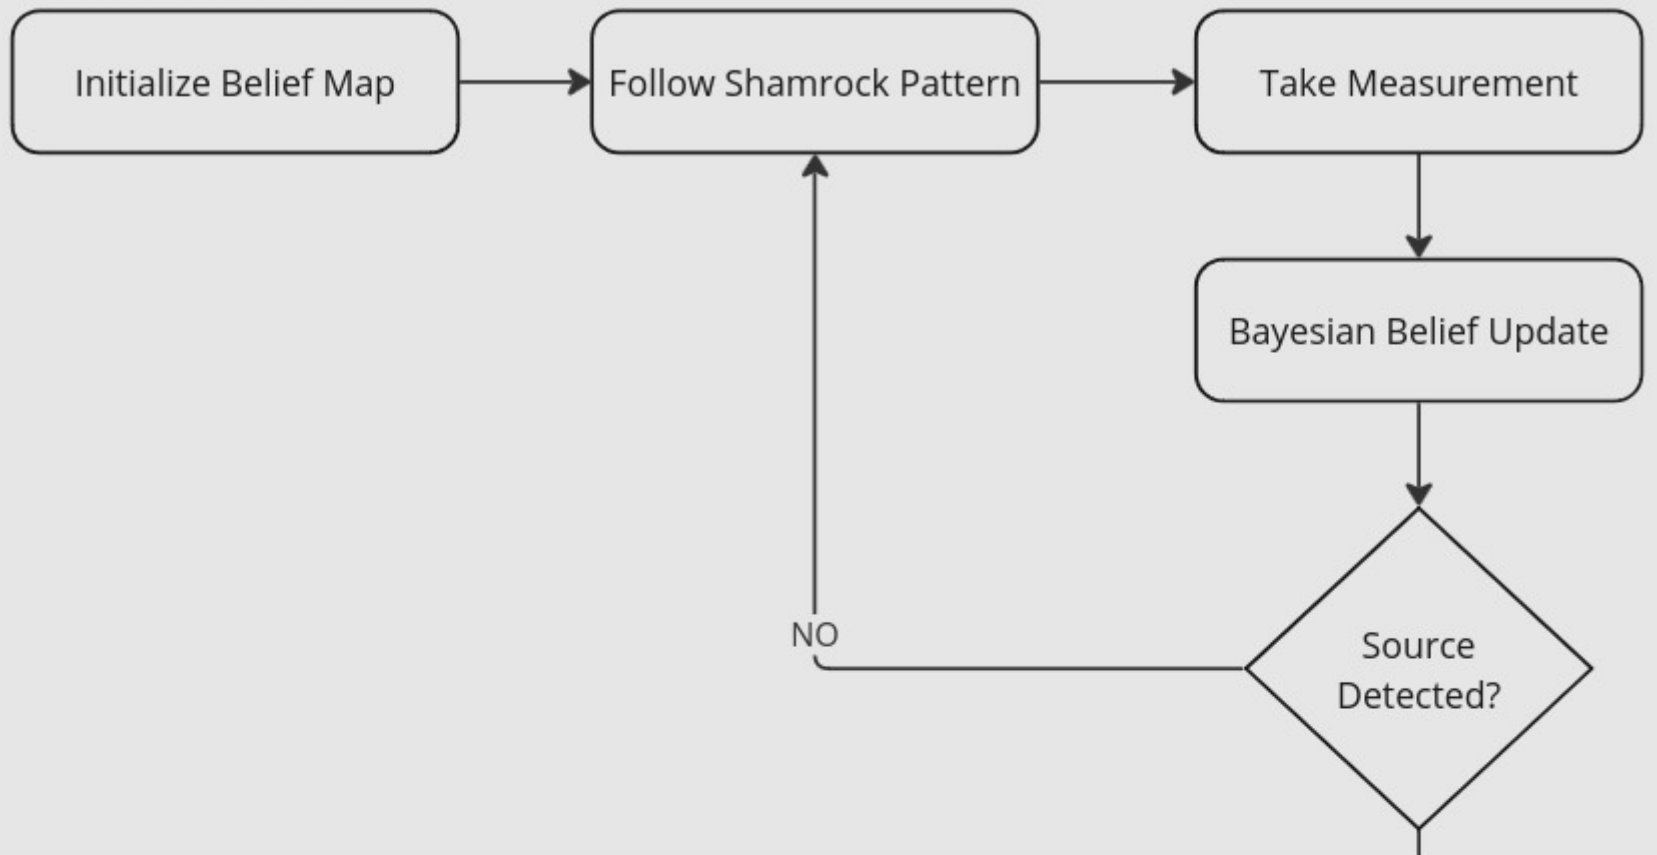 Initialize Belief Map
Follow Shamrock Pattern
Take Measurement
Bayesian Belief Update
NO
Source
Detected?